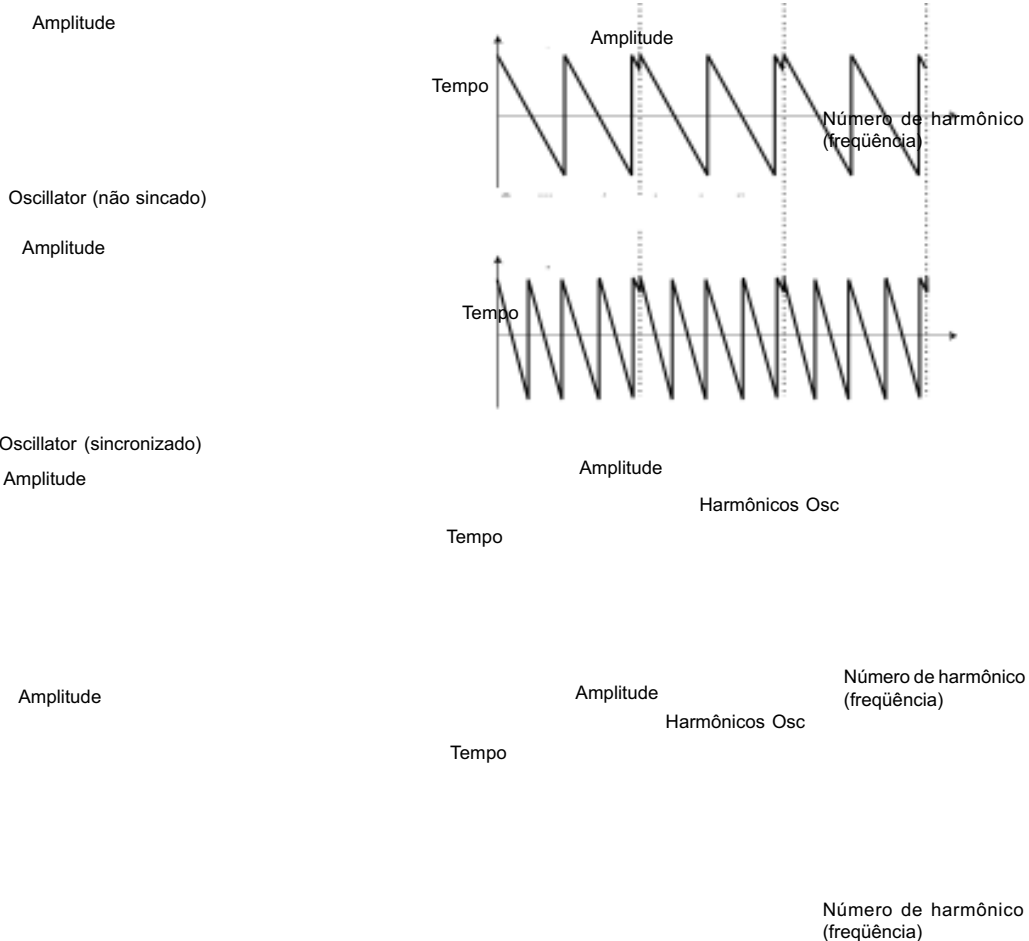 Amplitude
Amplitude
Tempo
Número de harmônico
(freqüência)
Oscillator (não sincado)
Amplitude
Tempo
Oscillator (sincronizado)
Amplitude
Amplitude
Harmônicos Osc
Tempo
Número de harmônico
(freqüência)
Amplitude
Amplitude
Harmônicos Osc
Tempo
Número de harmônico
(freqüência)